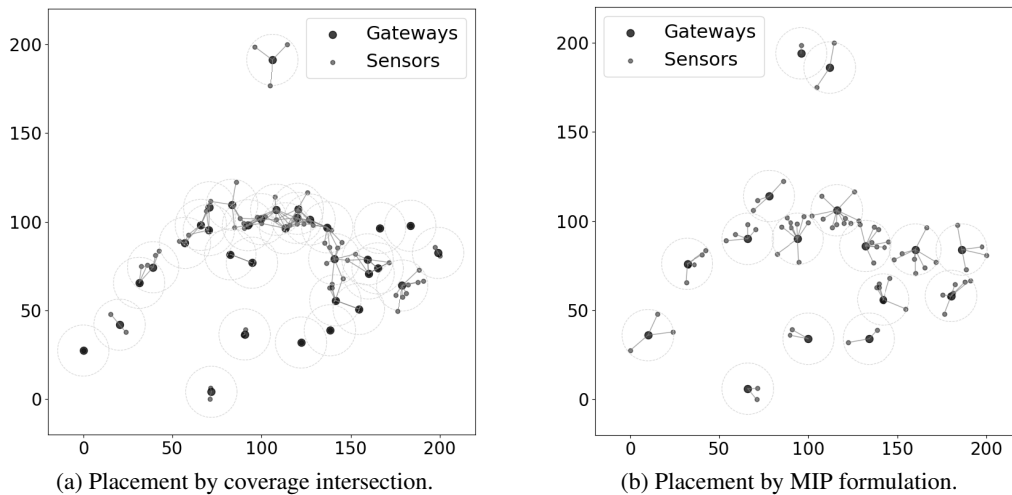 200
150
100
50
0
0 50 100 150 200
Gateways
Sensors
(a) Placement by coverage intersection.
200
150
100
50
0
0 50 100 150 200
Gateways
Sensors
(b) Placement by MIP formulation.